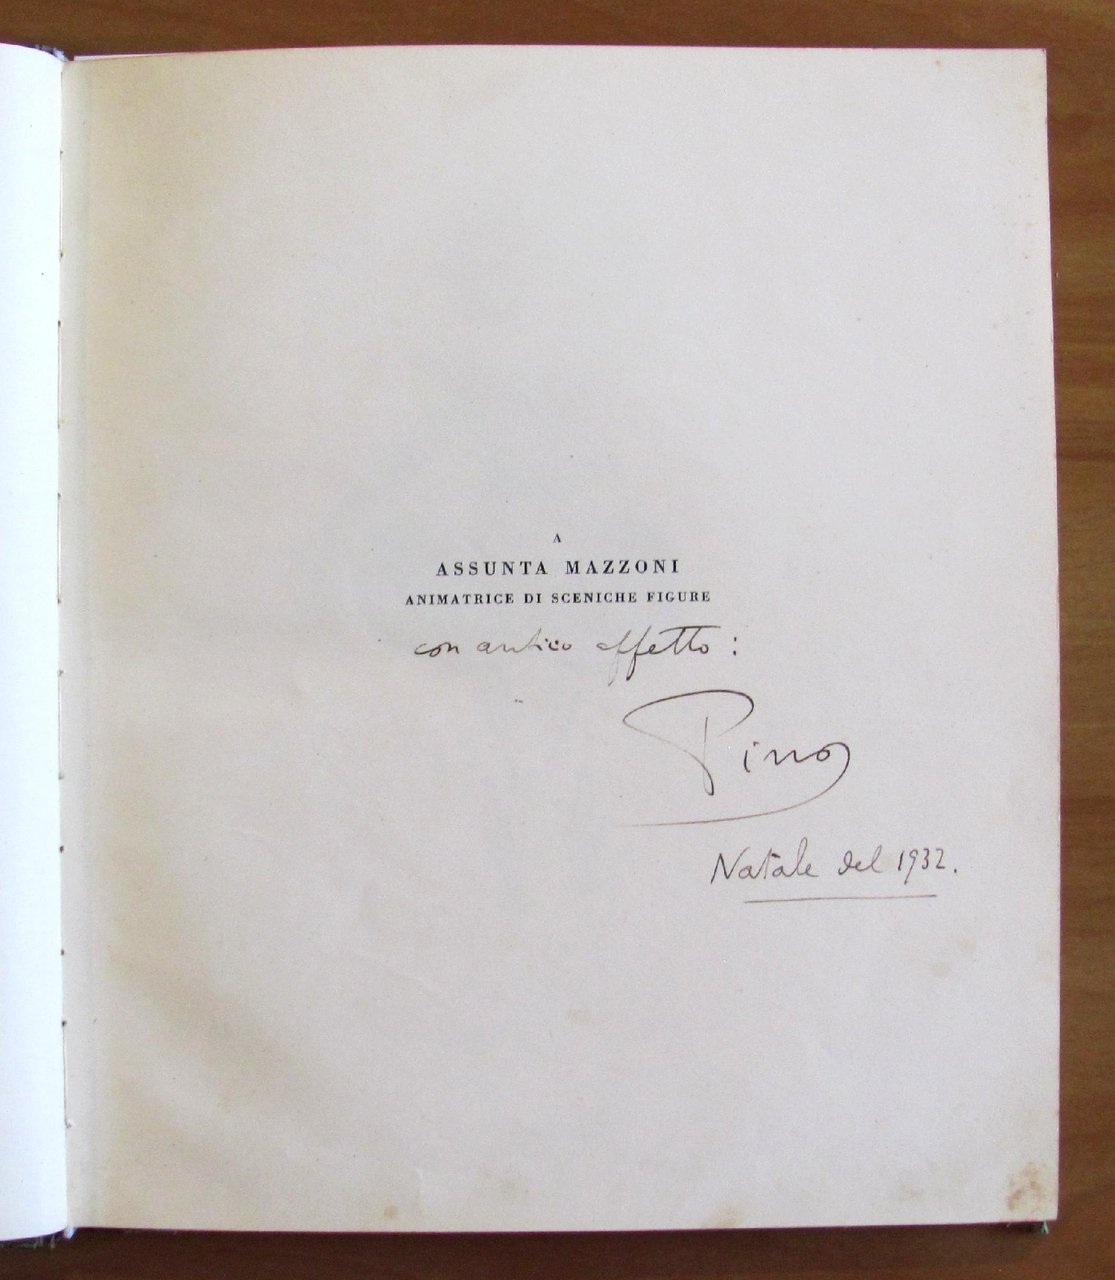 A
ASSUNTA MAZZONI
ANIMATRICE DI SCENICHE FIGURE
con antico affetto:
Pino
Natale del 1932.